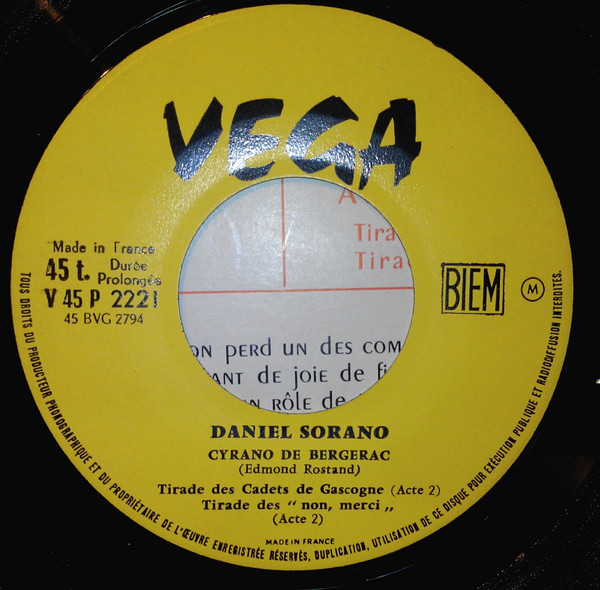 VEGA
Made in France
45 t. Durée Prolongée
V 45 P 2221
45 BVG 2794
BIEM
M
A
Tira
Tira
ON PERD UN DES COM
ANT de joie de fi
N RÔLE de
DANIEL SORANO
CYRANO DE BERGERAC
(Edmond Rostand)
Tirade des Cadets de Gascogne (Acte 2)
Tirade des “ non, merci „
(Acte 2)
MADE IN FRANCE
TOUS DROITS DU PRODUCTEUR PHONOGRAPHIQUE ET DU PROPRIÉTAIRE DE L'ŒUVRE ENREGISTRÉE RÉSERVÉS, DUPLICATION, UTILISATION DE CE DISQUE POUR EXÉCUTION PUBLIQUE ET RADIODIFFUSION INTERDITES.